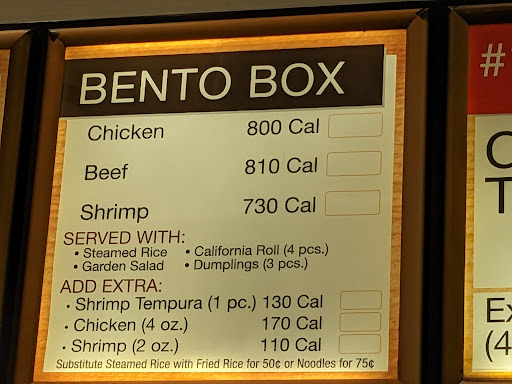 BENTO BOX
Chicken 800 Cal
Beef 810 Cal
Shrimp 730 Cal
SERVED WITH:
• Steamed Rice • California Roll (4 pcs.)
• Garden Salad • Dumplings (3 pcs.)
ADD EXTRA:
• Shrimp Tempura (1 pc.) 130 Cal
• Chicken (4 oz.) 170 Cal
• Shrimp (2 oz.) 110 Cal
Substitute Steamed Rice with Fried Rice for 50¢ or Noodles for 75¢